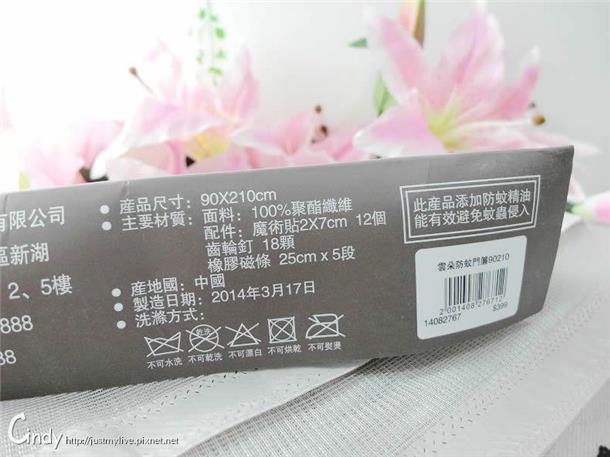 有限公司
區新湖
2、5樓
888
88
● 產品尺寸: 90X210cm
● 主要材質: 面料: 100%聚酯纖維
配件: 魔術貼2X7cm 12個
齒輪釘 18顆
橡膠磁條 25cm x 5段
● 產地國: 中國
● 製造日期: 2014年3月17日
● 洗滌方式:
乾洗
不可水洗 不可乾洗 不可漂白 不可烘乾 不可熨燙
此產品添加防蚊精油
能有效避免蚊蟲侵入
雲朵防蚊門簾90210
2 001408 276712
14082767 $399
Cindy http://justmylive.pixnet.net